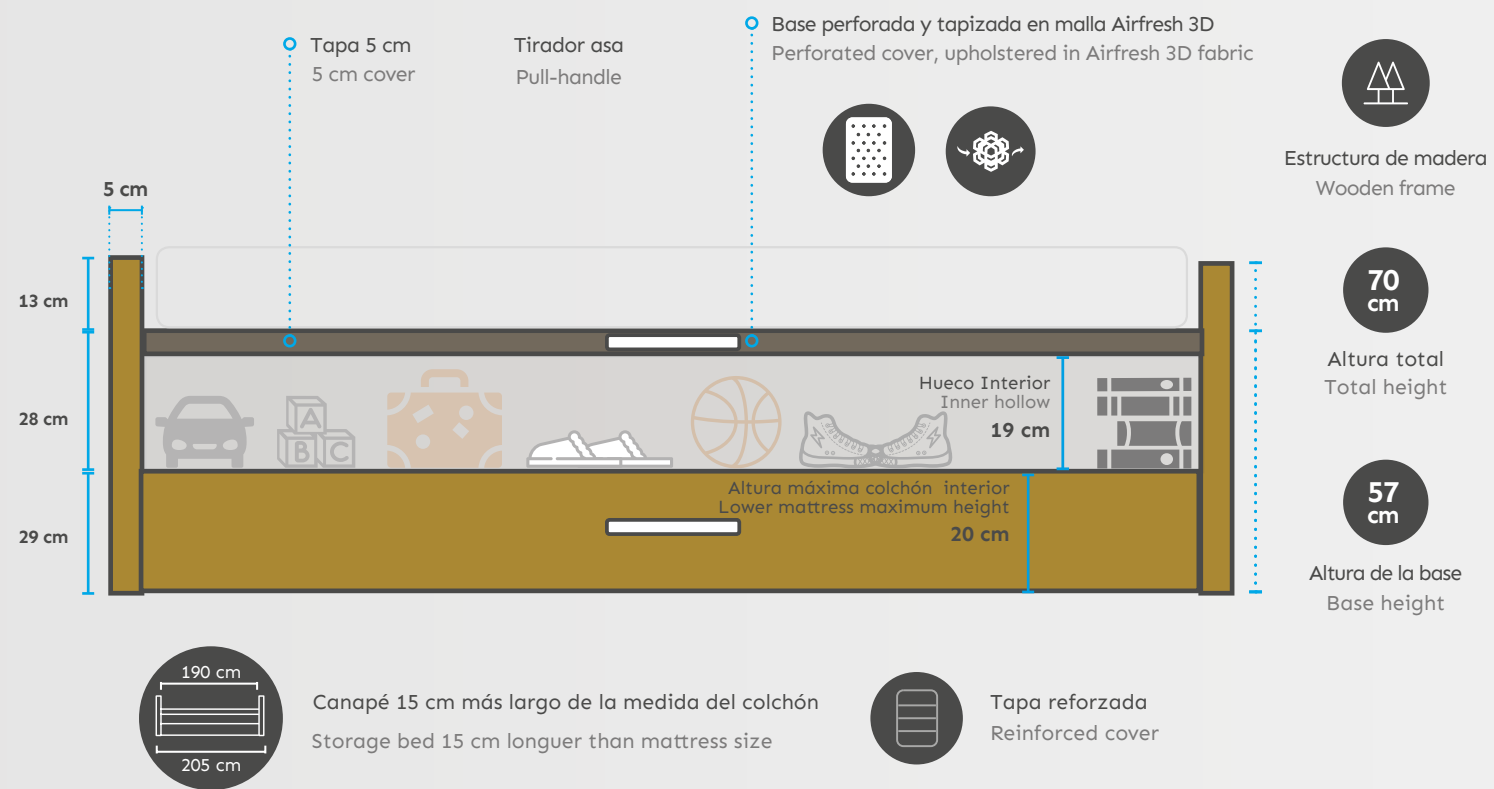 Base perforada y tapizada en malla Airfresh 3D
Perforated cover, upholstered in Airfresh 3D fabric
Tapa 5 cm
5 cm cover
Tirador asa
Pull-handle
Estructura de madera
Wooden frame
5 cm
13 cm
28 cm
29 cm
70
cm
Altura total
Total height
A
B
C
Hueco Interior
Inner hollow
19 cm
Altura máxima colchón interior
Lower mattress maximum height
20 cm
57
cm
Altura de la base
Base height
190 cm
205 cm
Canapé 15 cm más largo de la medida del colchón
Storage bed 15 cm longuer than mattress size
Tapa reforzada
Reinforced cover